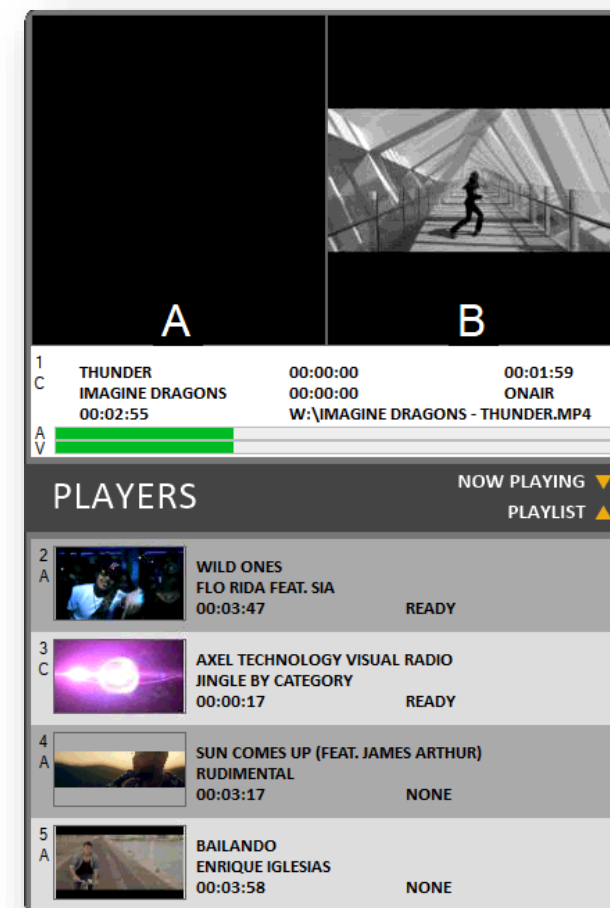 A B
1
C
THUNDER 00:00:00 00:01:59
IMAGINE DRAGONS 00:00:00 ONAIR
00:02:55 W:\IMAGINE DRAGONS - THUNDER.MP4
A
V
PLAYERS
NOW PLAYING
PLAYLIST
2
A
WILD ONES
FLO RIDA FEAT. SIA
00:03:47 READY
3
C
AXEL TECHNOLOGY VISUAL RADIO
JINGLE BY CATEGORY
00:00:17 READY
4
A
SUN COMES UP (FEAT. JAMES ARTHUR)
RUDIMENTAL
00:03:17 NONE
5
A
BAILANDO
ENRIQUE IGLESIAS
00:03:58 NONE